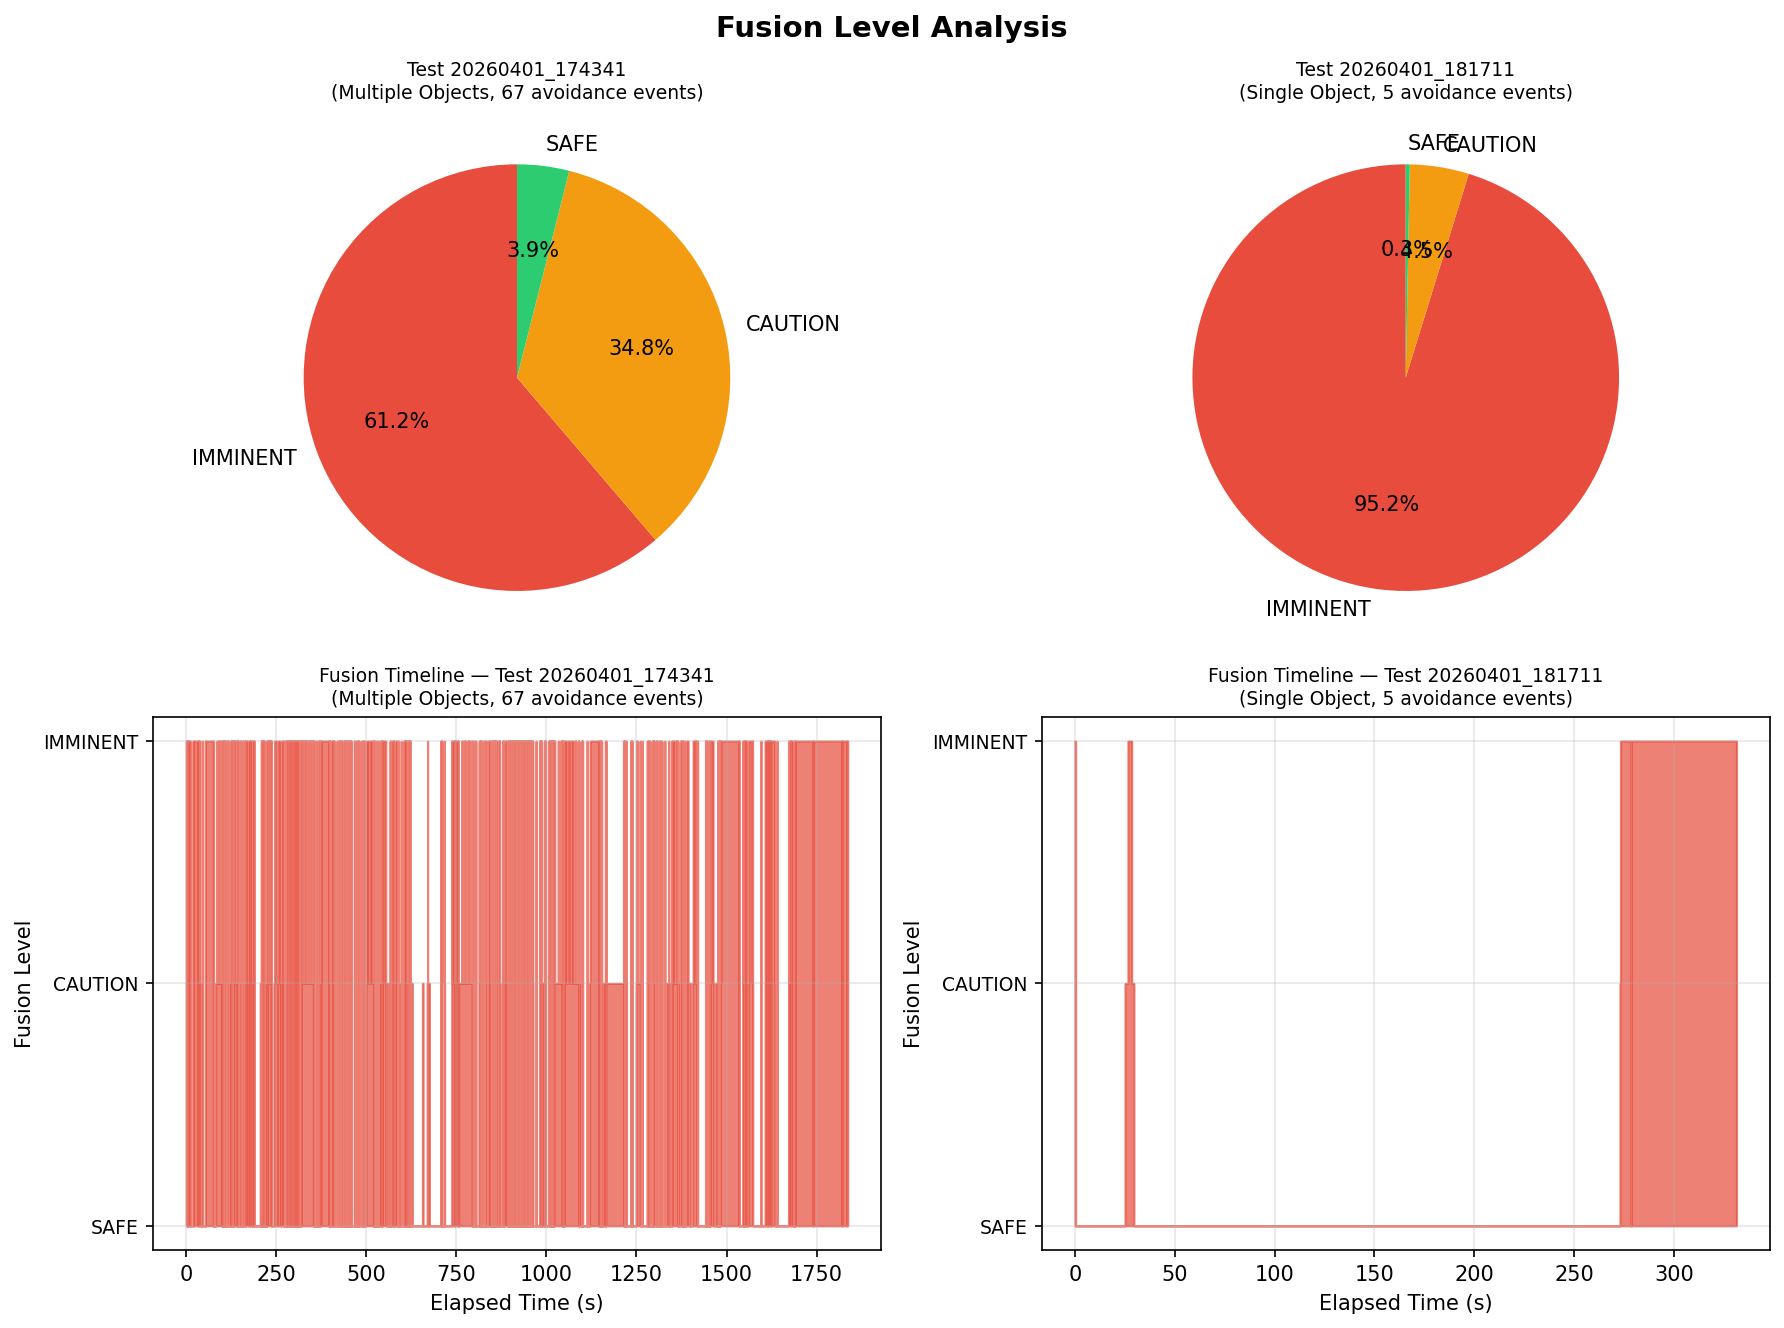 Fusion Level Analysis
Test 20260401_174341
(Multiple Objects, 67 avoidance events)
SAFE
3.9%
CAUTION
34.8%
61.2%
IMMINENT
Test 20260401_181711
(Single Object, 5 avoidance events)
SAFE
CAUTION
4.5%
95.2%
IMMINENT
Fusion Timeline — Test 20260401_174341
(Multiple Objects, 67 avoidance events)
IMMINENT
CAUTION
SAFE
Fusion Level
0 250 500 750 1000 1250 1500 1750
Elapsed Time (s)
Fusion Timeline — Test 20260401_181711
(Single Object, 5 avoidance events)
IMMINENT
CAUTION
SAFE
Fusion Level
0 50 100 150 200 250 300
Elapsed Time (s)